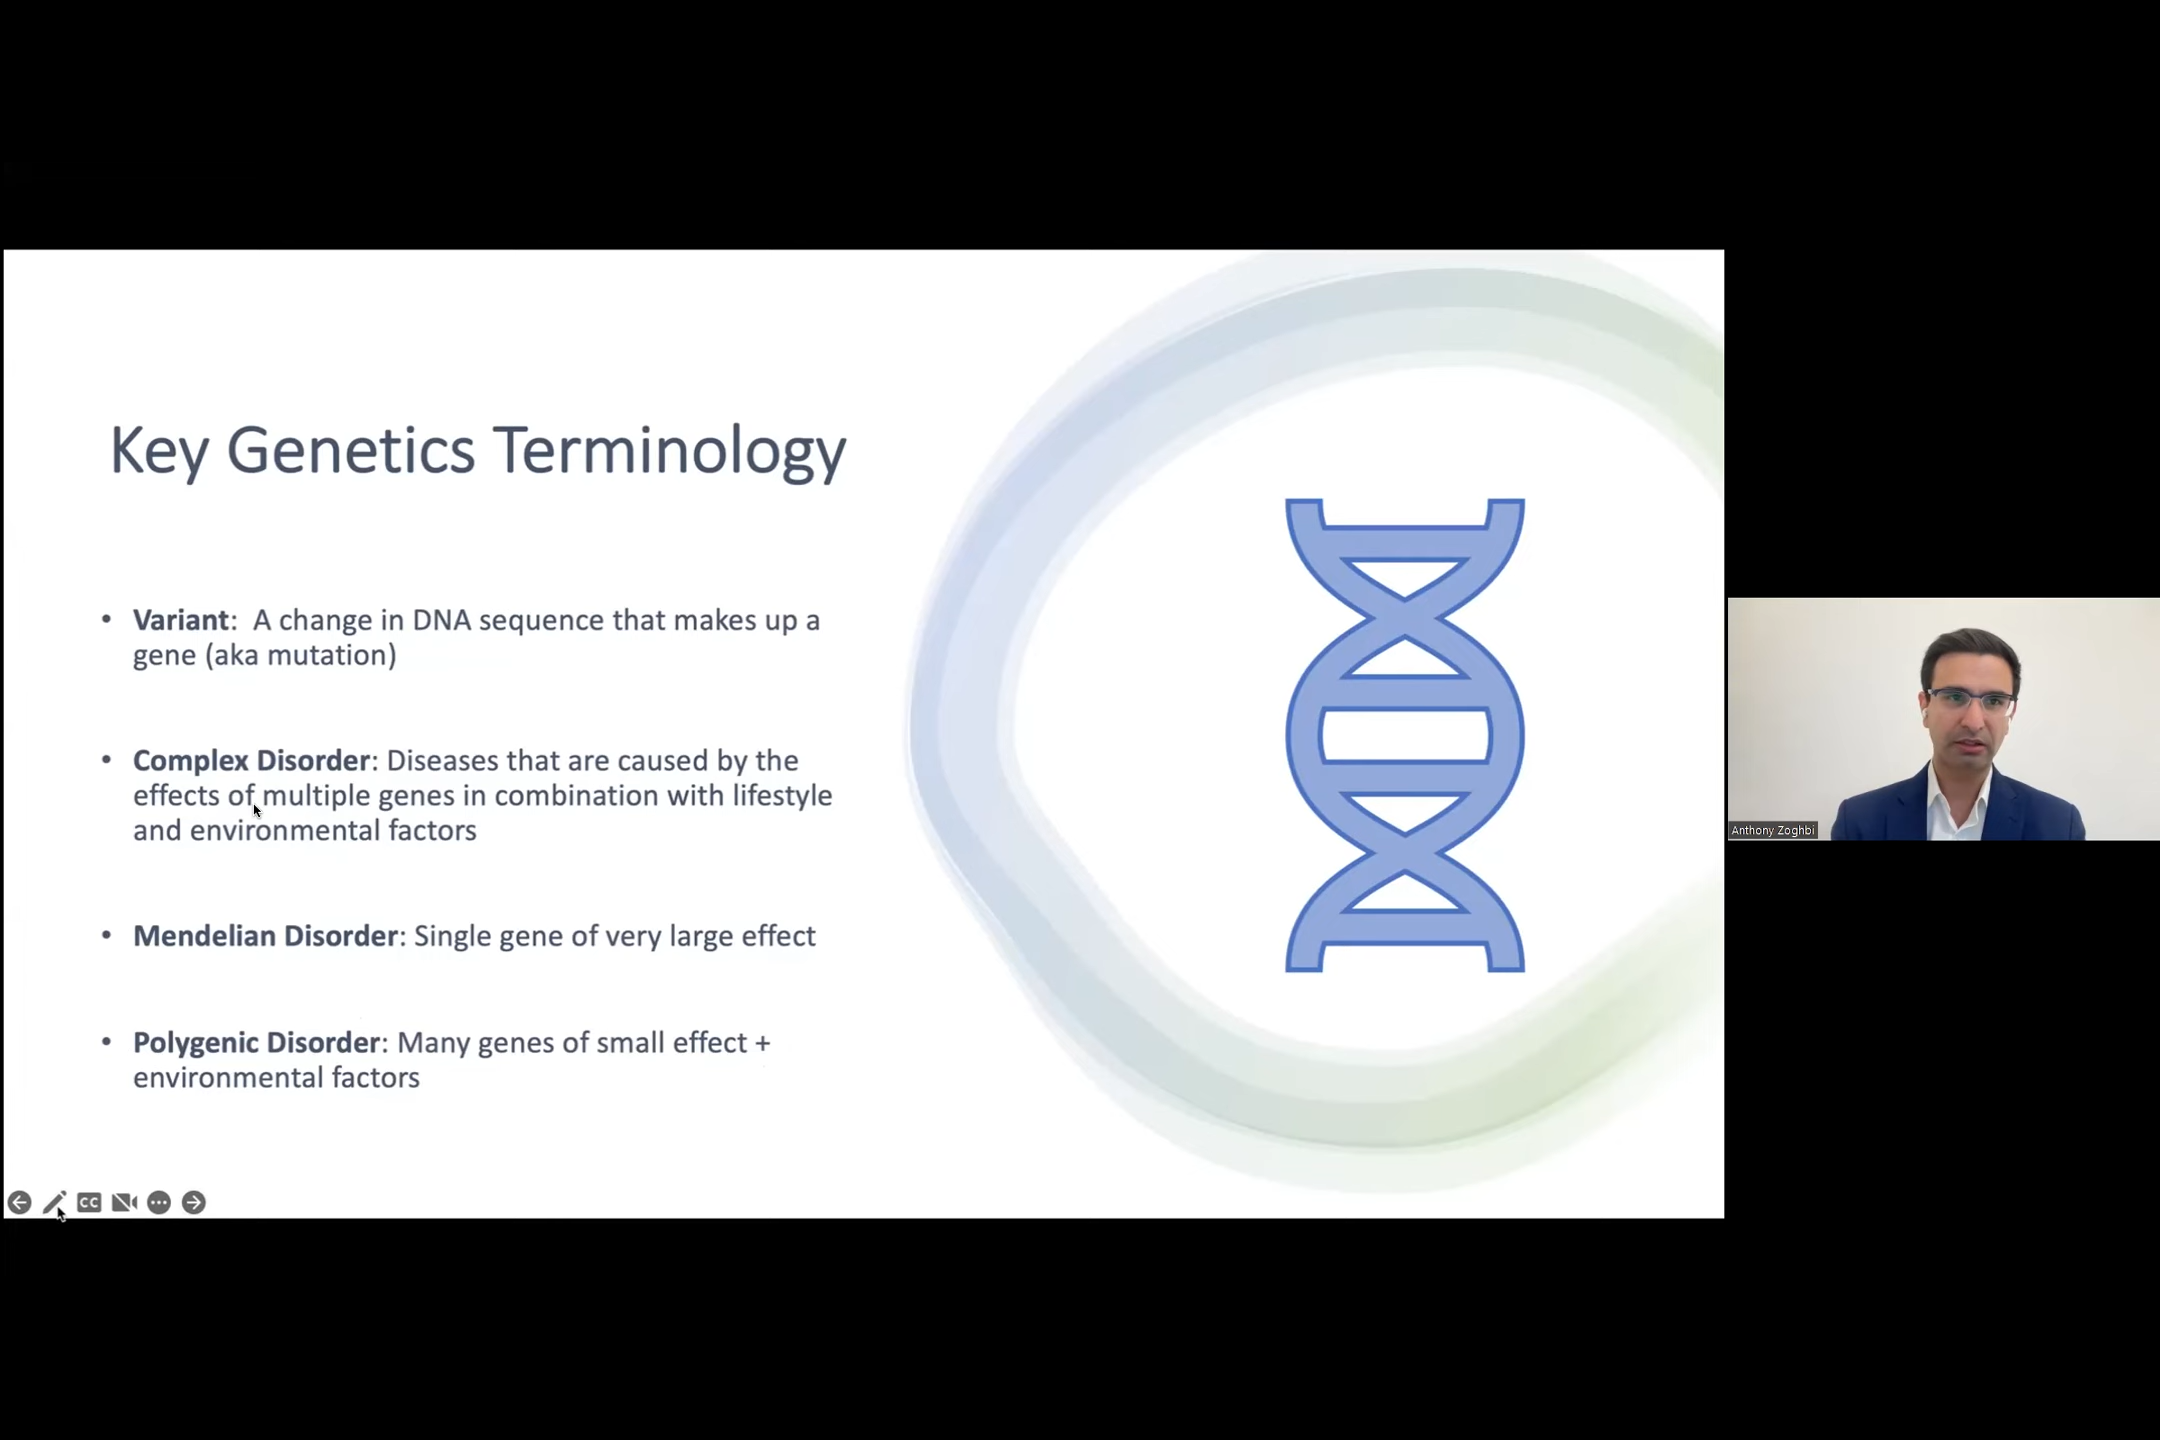 Key Genetics Terminology
• Variant:  A change in DNA sequence that makes up a
gene (aka mutation)
• Complex Disorder: Diseases that are caused by the
effects of multiple genes in combination with lifestyle
and environmental factors
• Mendelian Disorder: Single gene of very large effect
• Polygenic Disorder: Many genes of small effect +
environmental factors
CC
Anthony Zoghbi